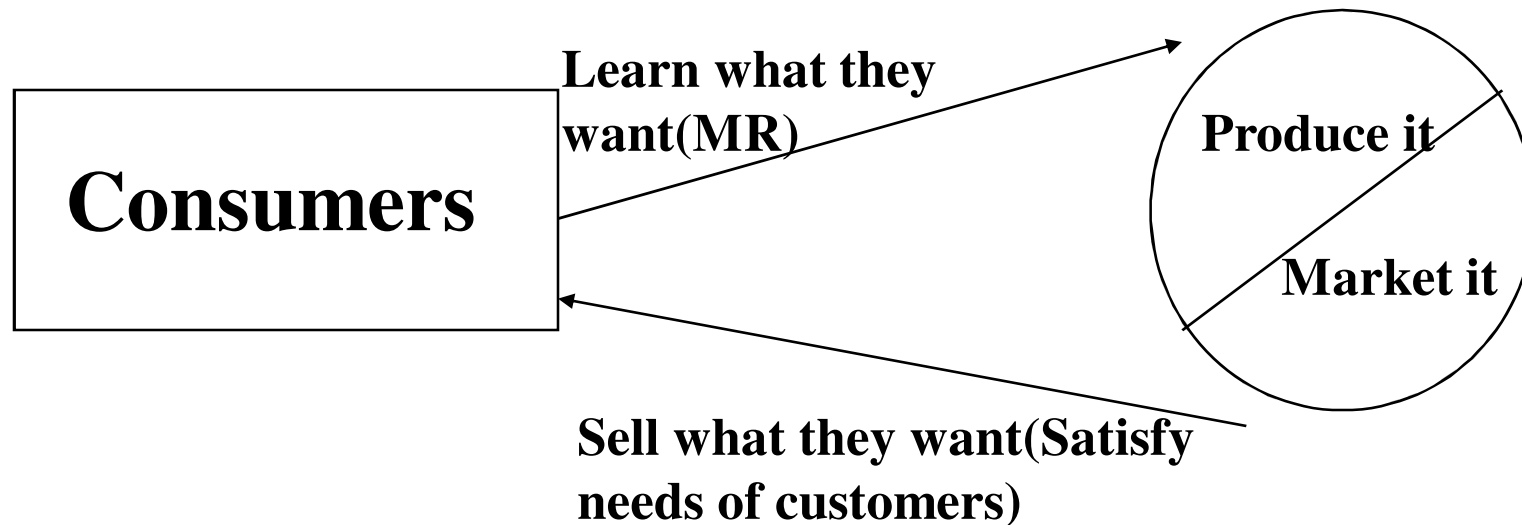 Learn what they
want(MR)
Consumers
Produce it
Market it
Sell what they want(Satisfy
needs of customers)